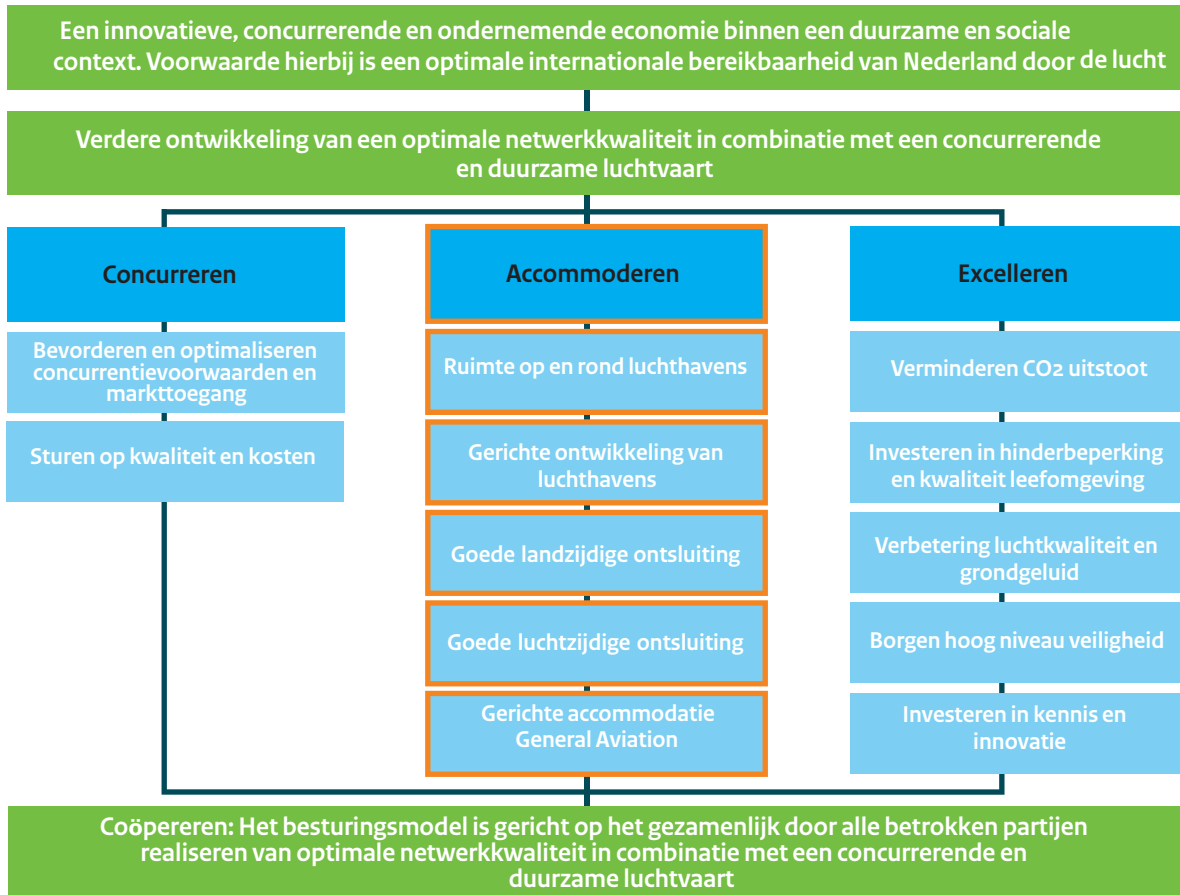 Een innovatieve, concurrerende en ondernemende economie binnen een duurzame en sociale
context. Voorwaarde hierbij is een optimale internationale bereikbaarheid van Nederland door de lucht
Verdere ontwikkeling van een optimale netwerkkwaliteit in combinatie met een concurrerende
en duurzame luchtvaart
Concurreren
Bevorderen en optimaliseren
concurrentievoorwaarden en
markttoegang
Sturen op kwaliteit en kosten
Accommoderen
Ruimte op en rond luchthavens
Gerichte ontwikkeling van
luchthavens
Goede landzijdige ontsluiting
Goede luchtzijdige ontsluiting
Gerichte accommodatie
General Aviation
Excelleren
Verminderen CO2 uitstoot
Investeren in hinderbeperking
en kwaliteit leefomgeving
Verbetering luchtkwaliteit en
grondgeluid
Borgen hoog niveau veiligheid
Investeren in kennis en
innovatie
Coöpereren: Het besturingsmodel is gericht op het gezamenlijk door alle betrokken partijen
realiseren van optimale netwerkkwaliteit in combinatie met een concurrerende en
duurzame luchtvaart